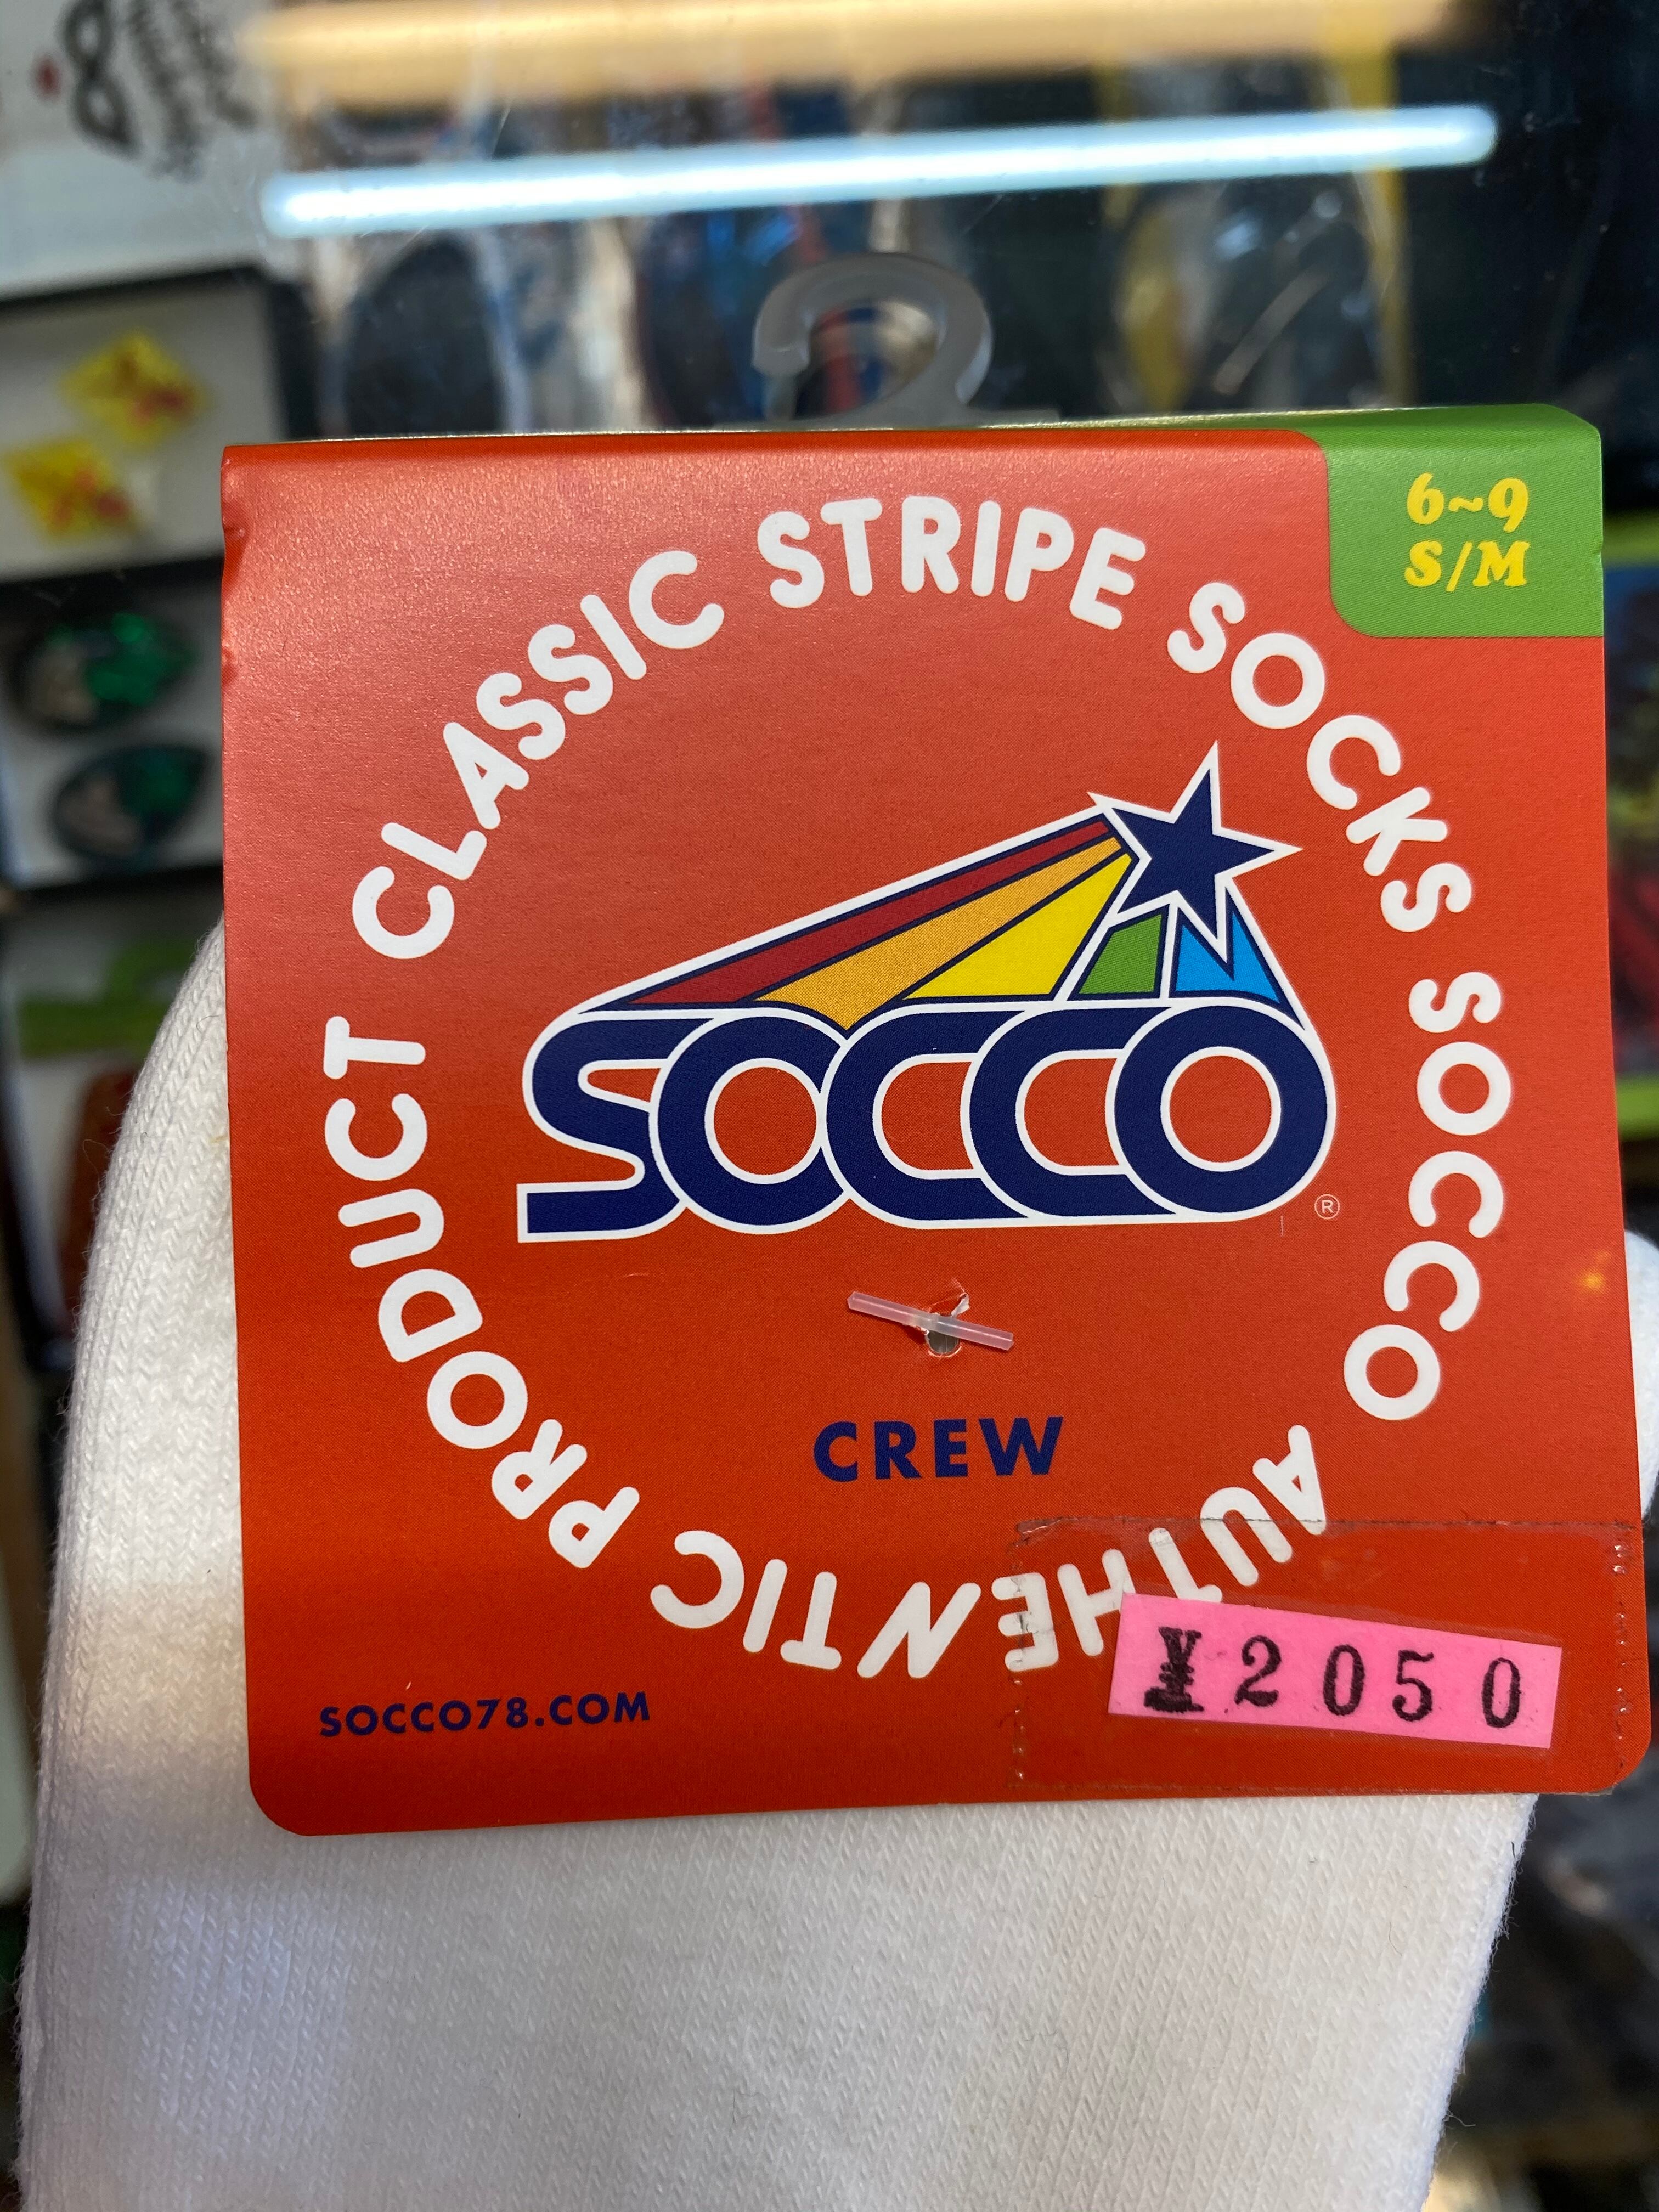 6~9
S/M
CLASSIC STRIPE SOCKS SOCCO AUTHENTIC PRODUCT
SOCCO
®
CREW
SOCCO78.COM
¥2050